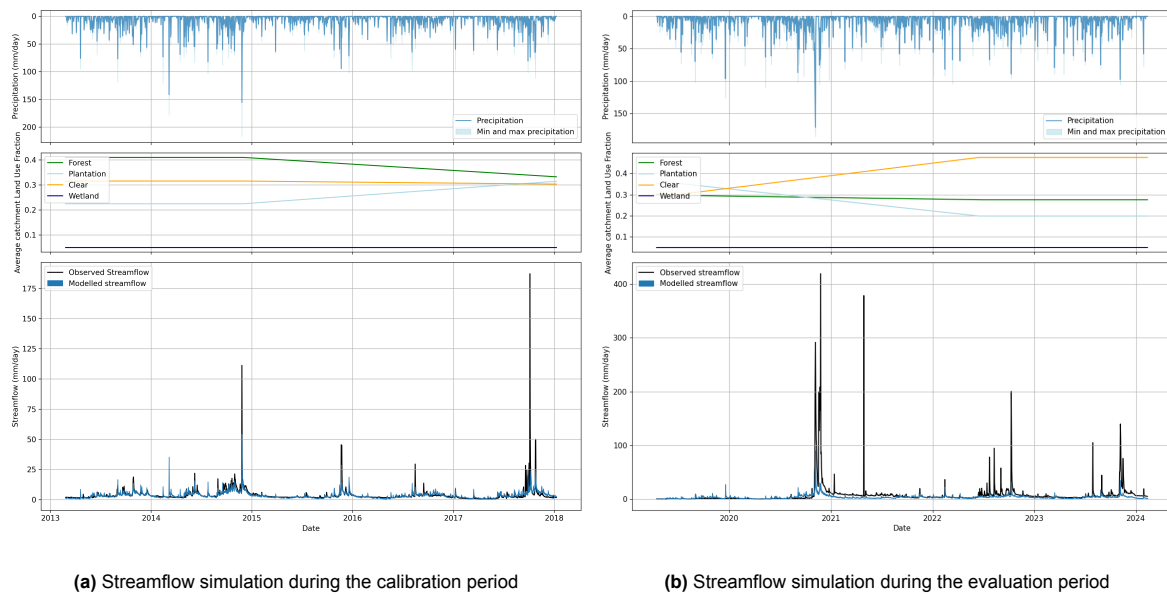 0
50
100
150
200
Precipitation (mm/day)
Precipitation
Min and max precipitation
0.4
0.3
0.2
0.1
Average catchment Land Use Fraction
Forest
Plantation
Clear
Wetland
175
150
125
100
75
50
25
0
Streamflow (mm/day)
Observed Streamflow
Modelled streamflow
2013 2014 2015 2016 2017 2018
Date
(a) Streamflow simulation during the calibration period
0
50
100
150
Precipitation (mm/day)
Precipitation
Min and max precipitation
0.4
0.3
0.2
0.1
Average catchment Land Use Fraction
Forest
Plantation
Clear
Wetland
400
300
200
100
0
Streamflow (mm/day)
Observed streamflow
Modelled streamflow
2020 2021 2022 2023 2024
Date
(b) Streamflow simulation during the evaluation period